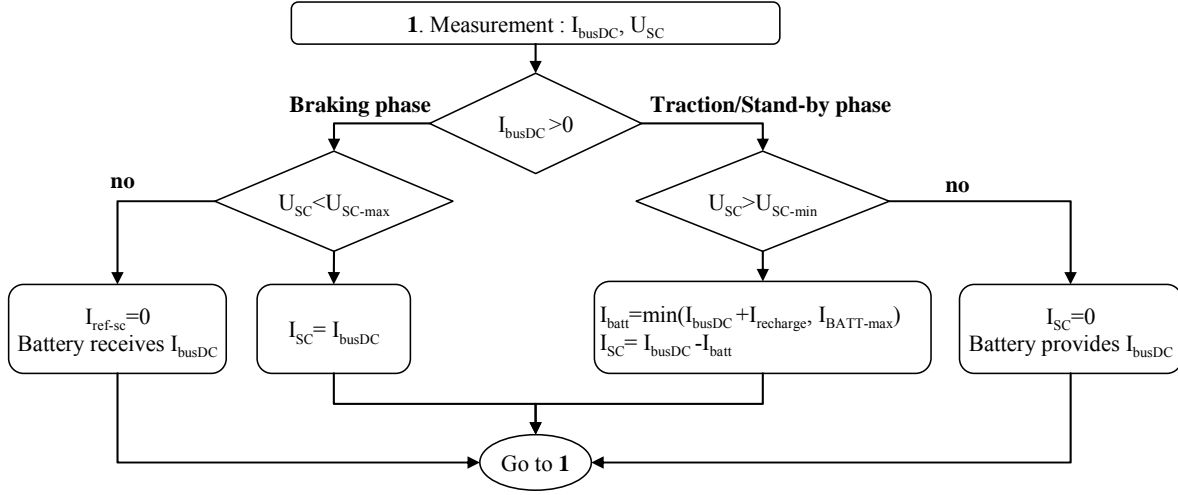 1. Measurement : I_busDC, U_SC
Braking phase
Traction/Stand-by phase
I_busDC >0
no
no
U_SC<U_SC-max
U_SC>U_SC-min
I_ref-sc=0
Battery receives I_busDC
I_SC= I_busDC
I_batt=min(I_busDC+I_recharge, I_BATT-max)
I_SC= I_busDC -I_batt
I_SC=0
Battery provides I_busDC
Go to 1